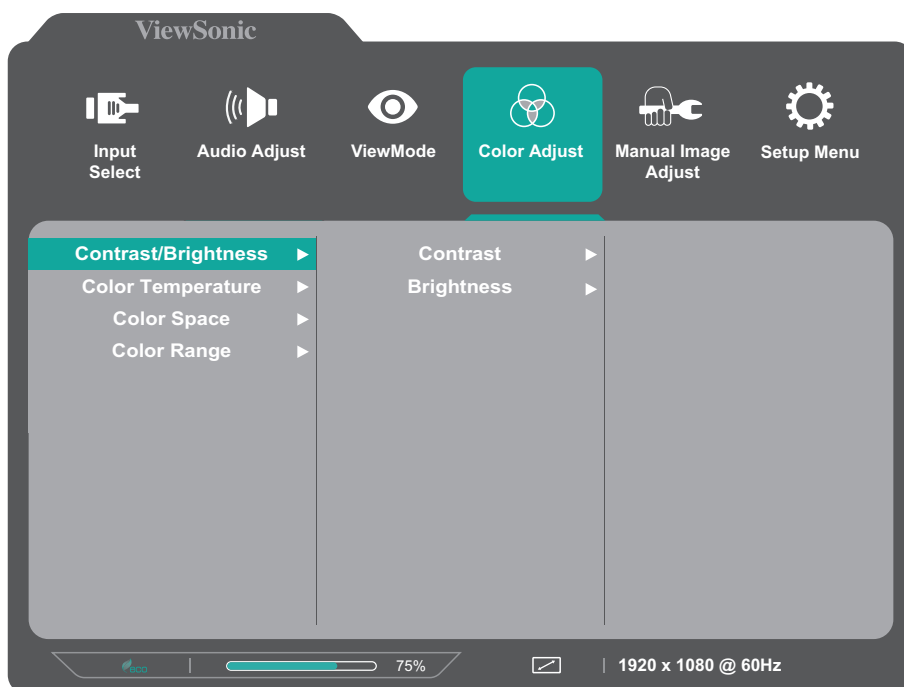 ViewSonic
Input
Select
Audio Adjust
ViewMode
Color Adjust
Manual Image
Adjust
Setup Menu
Contrast/Brightness
Color Temperature
Color Space
Color Range
Contrast
Brightness
ECO
75%
1920 x 1080 @ 60Hz